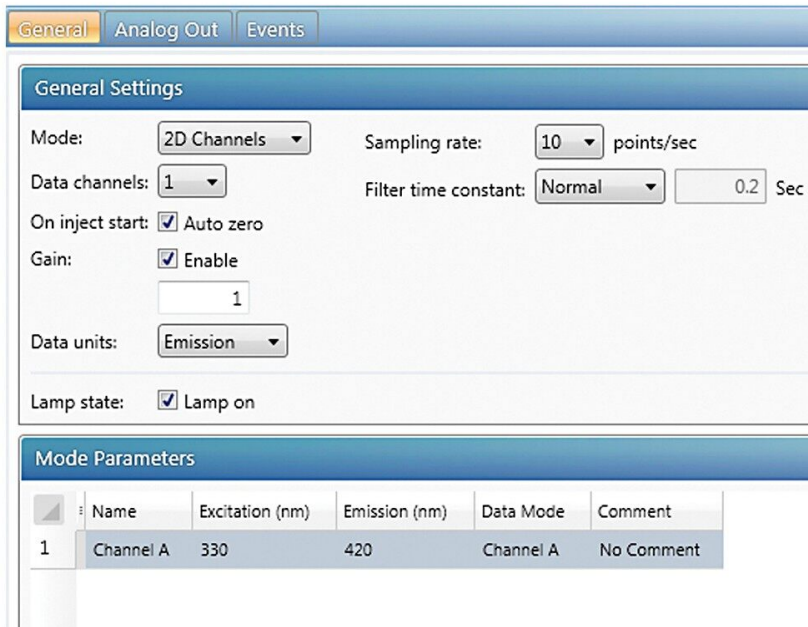 General Analog Out Events
General Settings
Mode: 2D Channels Sampling rate: 10 points/sec
Data channels: 1 Filter time constant: Normal 0.2 Sec
On inject start: Auto zero
Gain: Enable
1
Data units: Emission
Lamp state: Lamp on
Mode Parameters
Name Excitation (nm) Emission (nm) Data Mode Comment
1 Channel A 330 420 Channel A No Comment